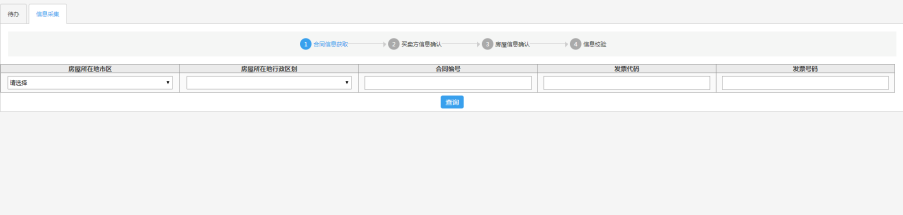 待办 信息采集
1 合同信息获取 2 买卖方信息确认 3 房屋信息确认 4 信息校验
房屋所在地市区 房屋所在地行政区划 合同编号 发票代码 发票号码
请选择
查询